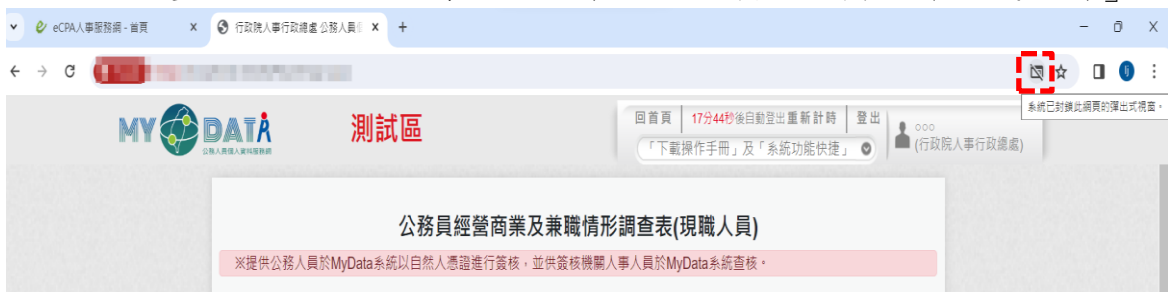 eCPA人事服務網 - 首頁
行政院人事行政總處 公務人員
系統已封鎖此網頁的彈出式視窗。
MY DATA
公務人員個人資料服務網
測試區
回首頁 17分44秒後自動登出重新計時 登出
「下載操作手冊」及「系統功能快捷」
ooo
(行政院人事行政總處)
公務員經營商業及兼職情形調查表(現職人員)
※提供公務人員於MyData系統以自然人憑證進行簽核，並供簽核機關人事人員於MyData系統查核。